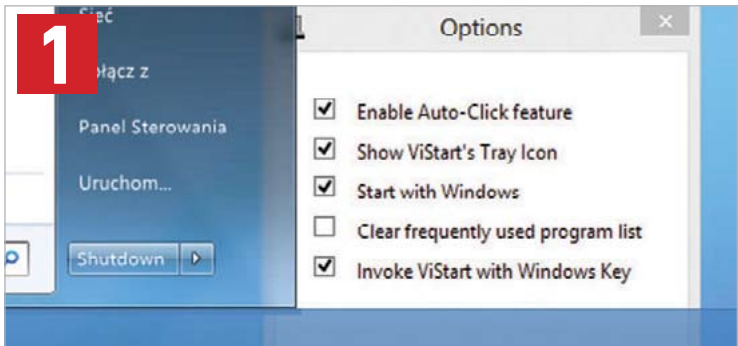 1
Sieć
Połącz z
Panel Sterowania
Uruchom...
Shutdown
Options
Enable Auto-Click feature
Show ViStart's Tray Icon
Start with Windows
Clear frequently used program list
Invoke ViStart with Windows Key